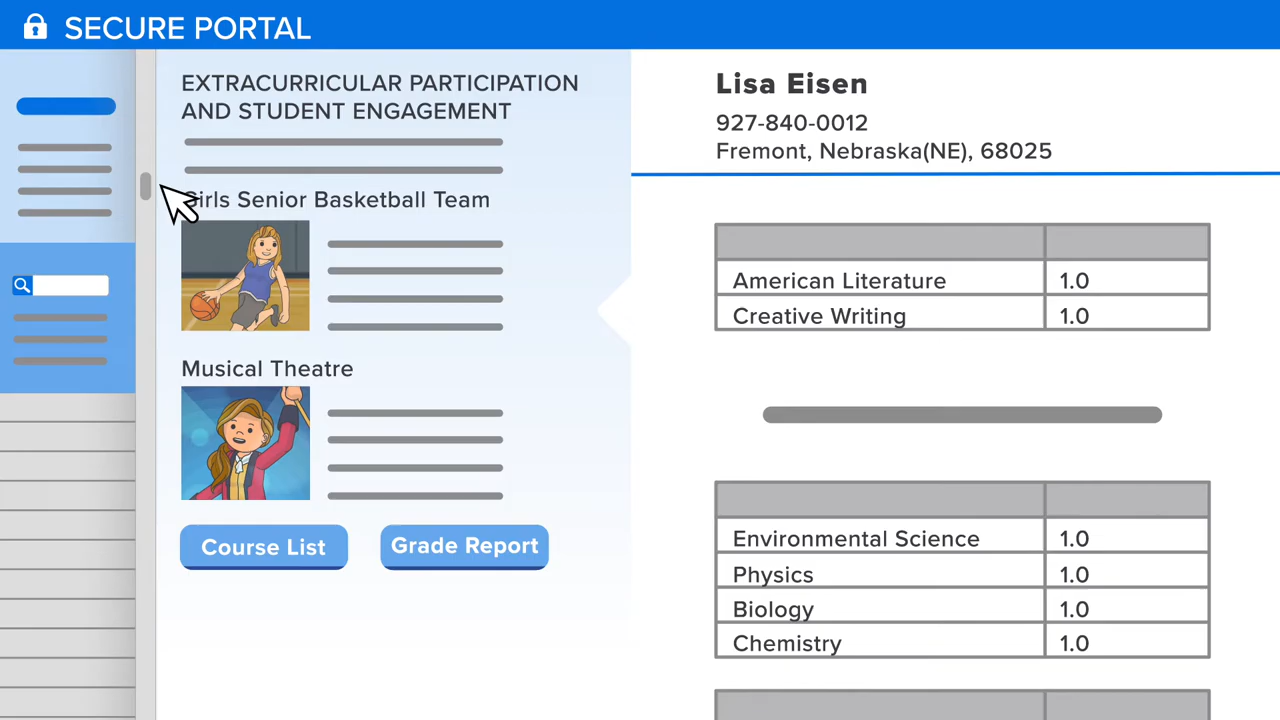 SECURE PORTAL
EXTRACURRICULAR PARTICIPATION
AND STUDENT ENGAGEMENT
Girls Senior Basketball Team
Musical Theatre
Course List
Grade Report
Lisa Eisen
927-840-0012
Fremont, Nebraska(NE), 68025
American Literature 1.0
Creative Writing 1.0
Environmental Science 1.0
Physics 1.0
Biology 1.0
Chemistry 1.0